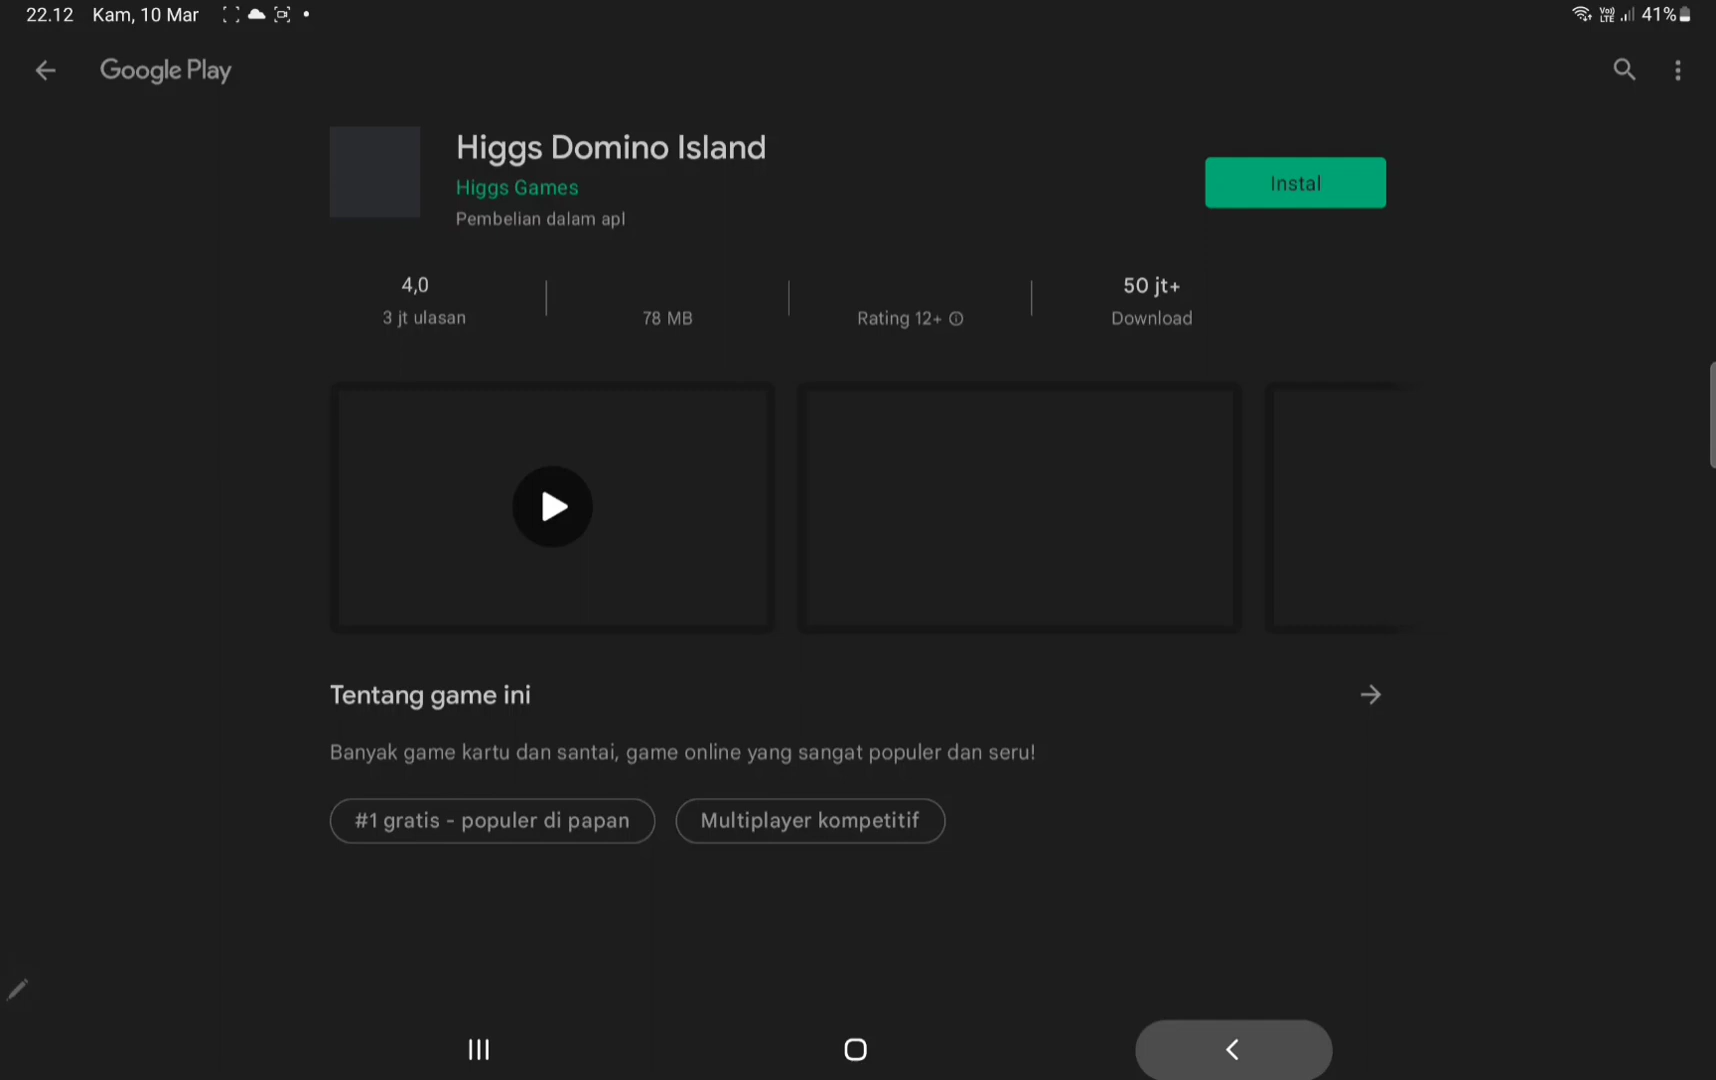 22.12 Kam, 10 Mar
Vo)) LTE 41%
Google Play
Higgs Domino Island
Higgs Games
Pembelian dalam apl
Instal
4,0
3 jt ulasan
78 MB
Rating 12+
50 jt+
Download
Tentang game ini
Banyak game kartu dan santai, game online yang sangat populer dan seru!
#1 gratis - populer di papan
Multiplayer kompetitif